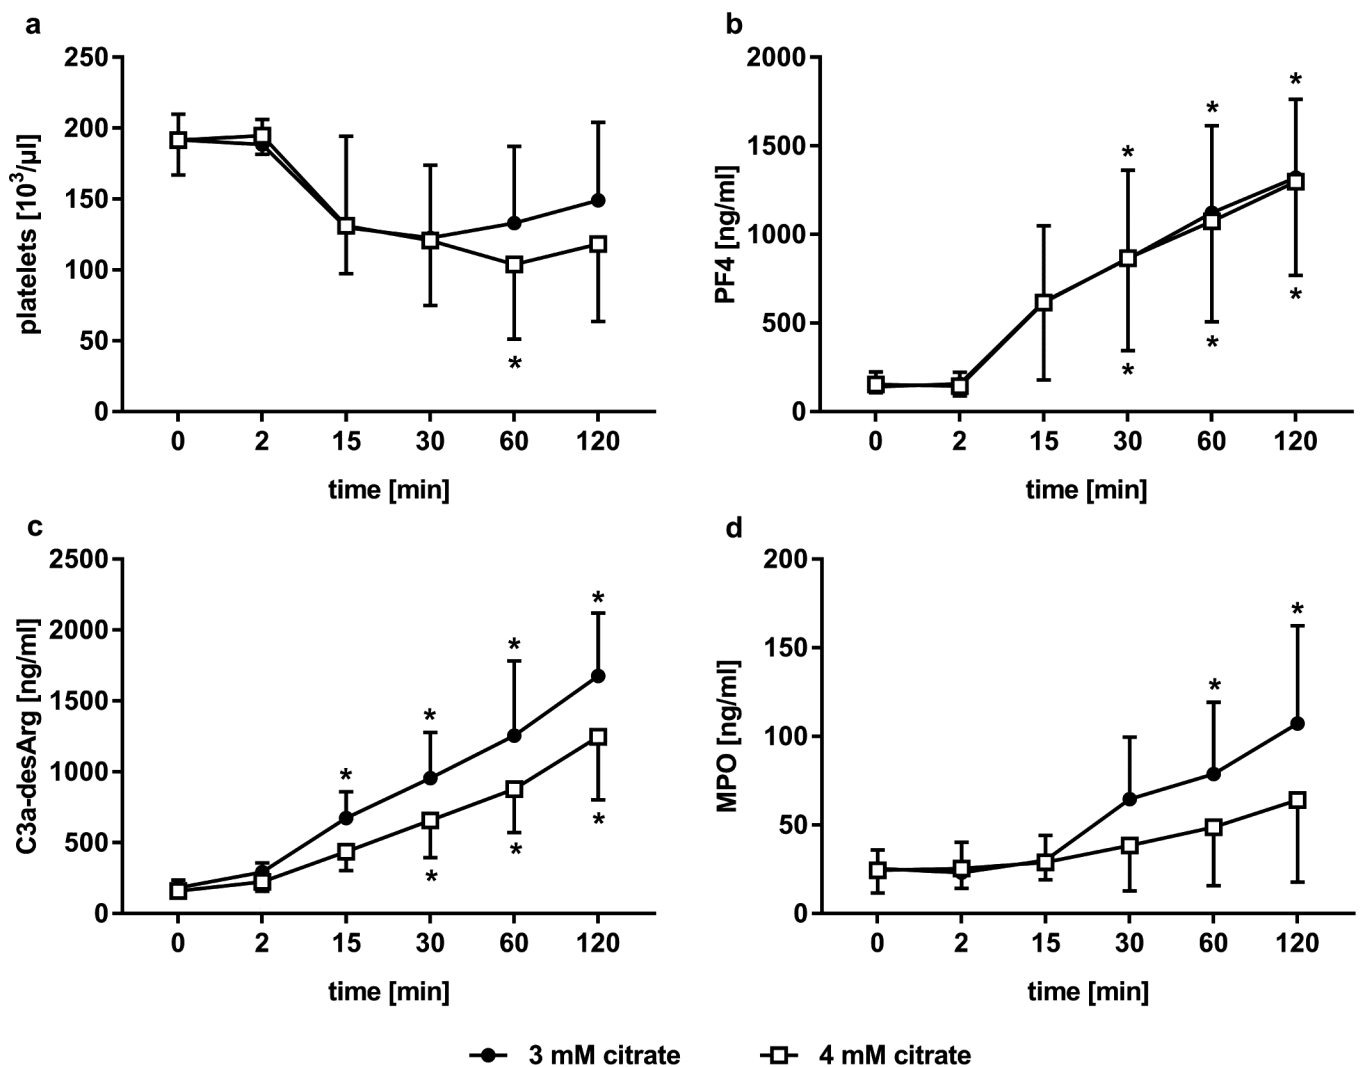 a
platelets [10³/µl]
250
200
150
100
50
0
*
0 2 15 30 60 120
time [min]
b
PF4 [ng/ml]
2000
1500
1000
500
0
* * *
* * *
0 2 15 30 60 120
time [min]
c
C3a-desArg [ng/ml]
2500
2000
1500
1000
500
0
* * * *
* * *
0 2 15 30 60 120
time [min]
d
MPO [ng/ml]
200
150
100
50
0
* *
0 2 15 30 60 120
time [min]
3 mM citrate 4 mM citrate